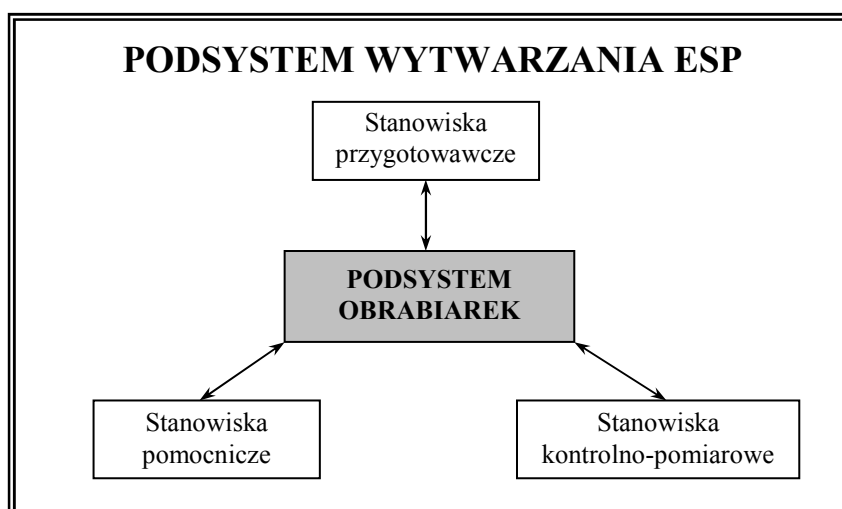 PODSYSTEM WYTWARZANIA ESP
Stanowiska
przygotowawcze
PODSYSTEM
OBRABIAREK
Stanowiska
pomocnicze
Stanowiska
kontrolno-pomiarowe